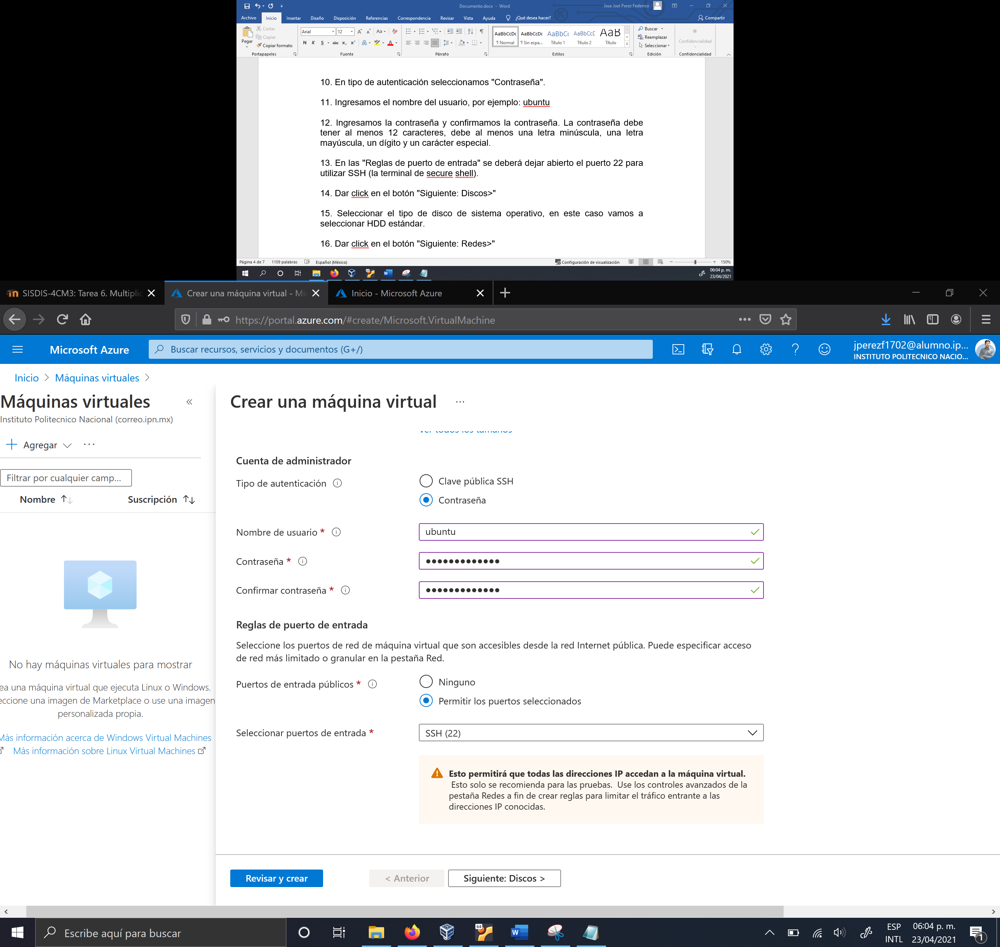 Documento.docx - Word
Jose Joel Perez Federico
Archivo Inicio Insertar Diseño Disposición Referencias Correspondencia Revisar Vista Ayuda ¿Qué desea hacer? Compartir
Pegar
Cortar
Copiar
Copiar formato
Portapapeles
Arial 12
N K S abc x₂ x²
Fuente
Párrafo
AaBbCcDc AaBbCcDc AaBbCc AaBbCcE AaB
¶ Normal ¶ Sin espa... Título 1 Título 2 Título
Estilos
Buscar
Reemplazar
Seleccionar
Edición
Confidencialidad
Confidencialidad
10. En tipo de autenticación seleccionamos "Contraseña".
11. Ingresamos el nombre del usuario, por ejemplo: ubuntu
12. Ingresamos la contraseña y confirmamos la contraseña. La contraseña debe
tener al menos 12 caracteres, debe al menos una letra minúscula, una letra
mayúscula, un dígito y un carácter especial.
13. En las "Reglas de puerto de entrada" se deberá dejar abierto el puerto 22 para
utilizar SSH (la terminal de secure shell).
14. Dar click en el botón "Siguiente: Discos>"
15. Seleccionar el tipo de disco de sistema operativo, en este caso vamos a
seleccionar HDD estándar.
16. Dar click en el botón "Siguiente: Redes>"
Página 4 de 7 1109 palabras Español (México) Configuración de visualización 150%
06:04 p. m.
23/04/2021
SISDIS-4CM3: Tarea 6. Multiplic
Crear una máquina virtual - Mi
Inicio - Microsoft Azure
https://portal.azure.com/#create/Microsoft.VirtualMachine
Microsoft Azure
Buscar recursos, servicios y documentos (G+/)
jperezf1702@alumno.ip...
INSTITUTO POLITECNICO NACIO...
Inicio > Máquinas virtuales >
Máquinas virtuales «
Instituto Politecnico Nacional (correo.ipn.mx)
+ Agregar ...
Filtrar por cualquier camp...
Nombre ↑↓ Suscripción ↑↓
No hay máquinas virtuales para mostrar
ea una máquina virtual que ejecuta Linux o Windows.
eccione una imagen de Marketplace o use una imagen
personalizada propia.
Más información acerca de Windows Virtual Machines
Más información sobre Linux Virtual Machines
Crear una máquina virtual ...
Ver todos los tamaños
Cuenta de administrador
Tipo de autenticación
Clave pública SSH
Contraseña
Nombre de usuario *
ubuntu
Contraseña *
●●●●●●●●●●●●●
Confirmar contraseña *
●●●●●●●●●●●●●
Reglas de puerto de entrada
Seleccione los puertos de red de máquina virtual que son accesibles desde la red Internet pública. Puede especificar acceso
de red más limitado o granular en la pestaña Red.
Puertos de entrada públicos *
Ninguno
Permitir los puertos seleccionados
Seleccionar puertos de entrada *
SSH (22)
Esto permitirá que todas las direcciones IP accedan a la máquina virtual.
Esto solo se recomienda para las pruebas. Use los controles avanzados de la
pestaña Redes a fin de crear reglas para limitar el tráfico entrante a las
direcciones IP conocidas.
Revisar y crear
< Anterior
Siguiente: Discos >
Escribe aquí para buscar
64
ESP
INTL
06:04 p. m.
23/04/2021
1